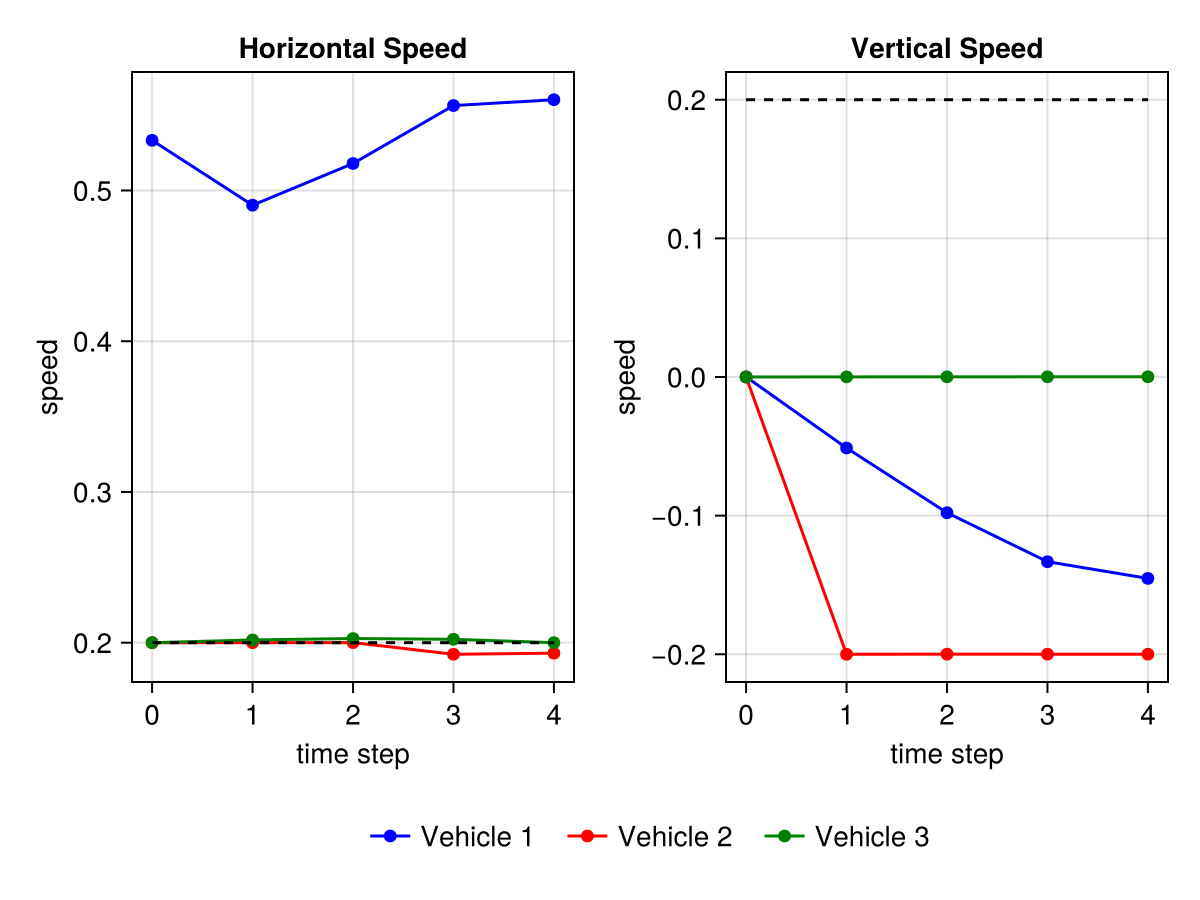 Horizontal Speed
speed
0.5
0.4
0.3
0.2
0 1 2 3 4
time step
Vertical Speed
speed
0.2
0.1
0.0
−0.1
−0.2
0 1 2 3 4
time step
Vehicle 1 Vehicle 2 Vehicle 3